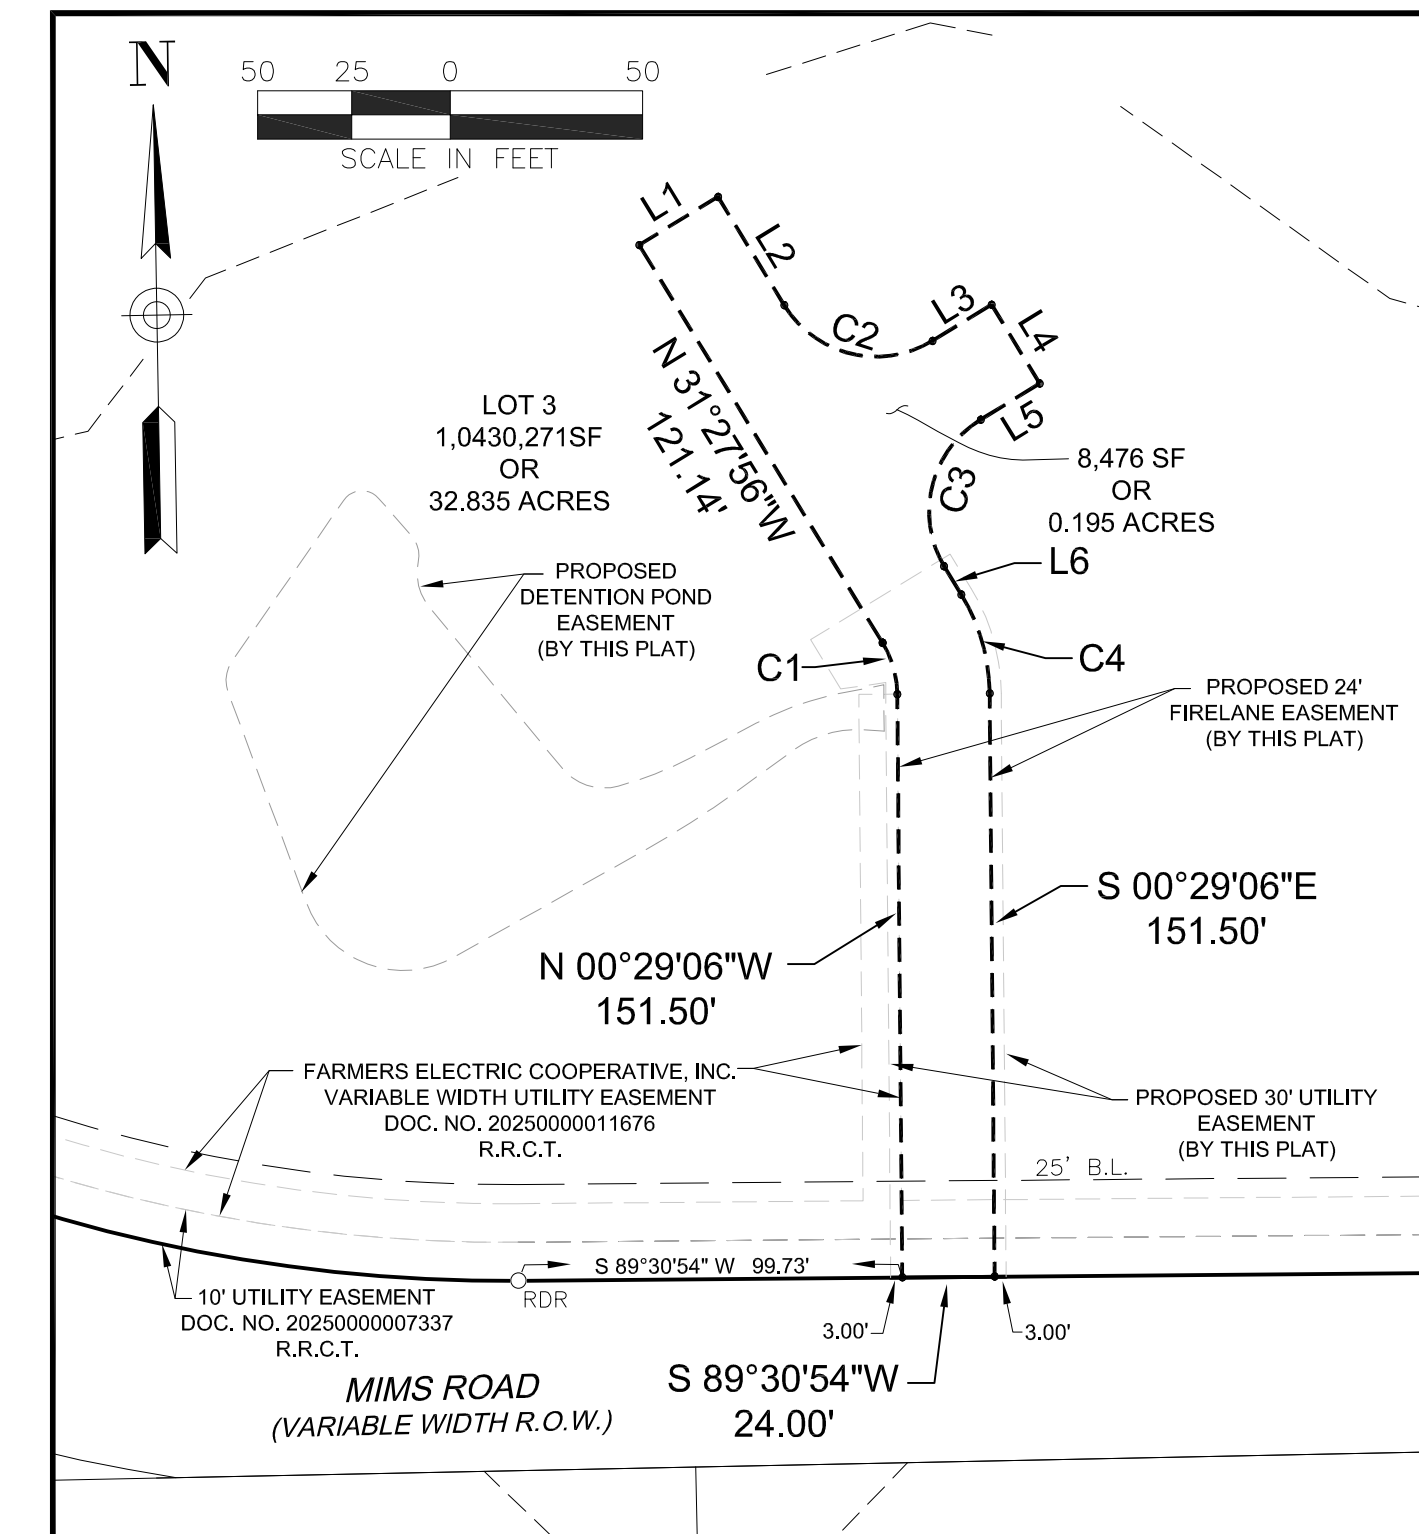 N
50 25 0 50
SCALE IN FEET
L1
L2
C2
L3
L4
L5
C3
L6
C4
C1
N 31°27'56"W
121.14'
LOT 3
1,0430,271SF
OR
32.835 ACRES
8,476 SF
OR
0.195 ACRES
PROPOSED
DETENTION POND
EASEMENT
(BY THIS PLAT)
PROPOSED 24'
FIRELANE EASEMENT
(BY THIS PLAT)
S 00°29'06"E
151.50'
N 00°29'06"W
151.50'
FARMERS ELECTRIC COOPERATIVE, INC.
VARIABLE WIDTH UTILITY EASEMENT
DOC. NO. 20250000011676
R.R.C.T.
PROPOSED 30' UTILITY
EASEMENT
(BY THIS PLAT)
25' B.L.
S 89°30'54" W 99.73'
RDR
10' UTILITY EASEMENT
DOC. NO. 20250000007337
R.R.C.T.
3.00'
3.00'
S 89°30'54"W
24.00'
MIMS ROAD
(VARIABLE WIDTH R.O.W.)